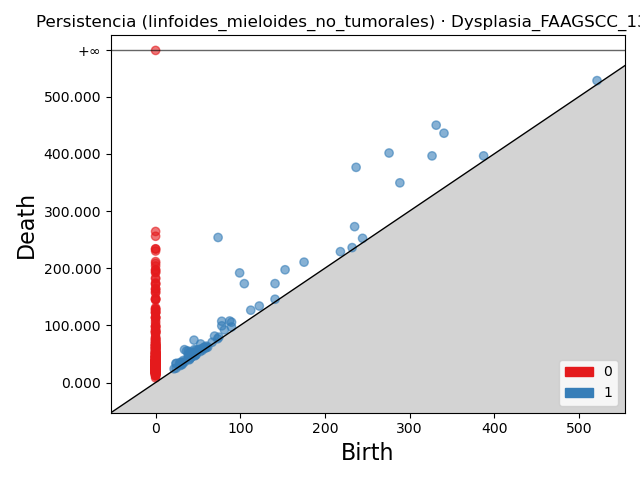 Persistencia (linfoides_mieloides_no_tumorales) · Dysplasia_FAAGSCC_13
+∞
500.000
400.000
300.000
200.000
100.000
0.000
Death
0
1
0 100 200 300 400 500
Birth